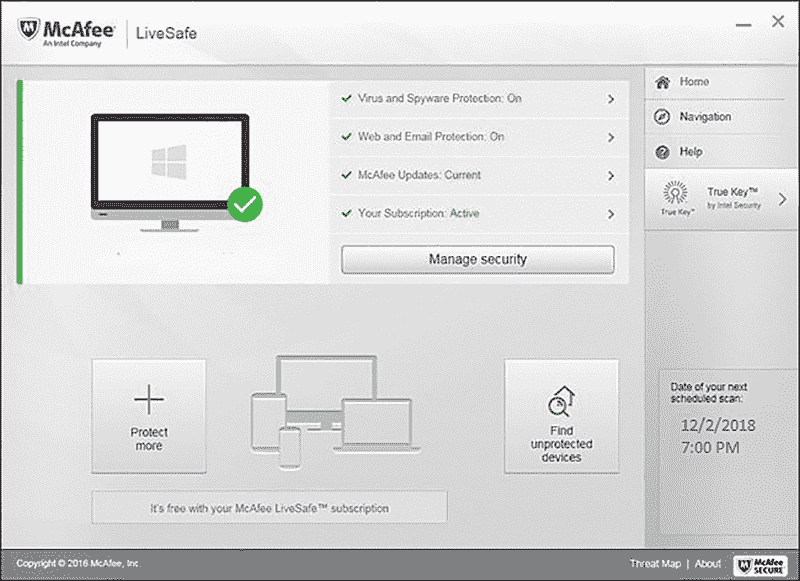 McAfee
An Intel Company
LiveSafe
Virus and Spyware Protection: On
Web and Email Protection: On
McAfee Updates: Current
Your Subscription: Active
Manage security
Home
Navigation
Help
True Key™
True Key™
by Intel Security
Protect
more
Find
unprotected
devices
It's free with your McAfee LiveSafe™ subscription
Date of your next
scheduled scan:
12/2/2018
7:00 PM
Copyright © 2016 McAfee, Inc.
Threat Map | About
McAfee
SECURE